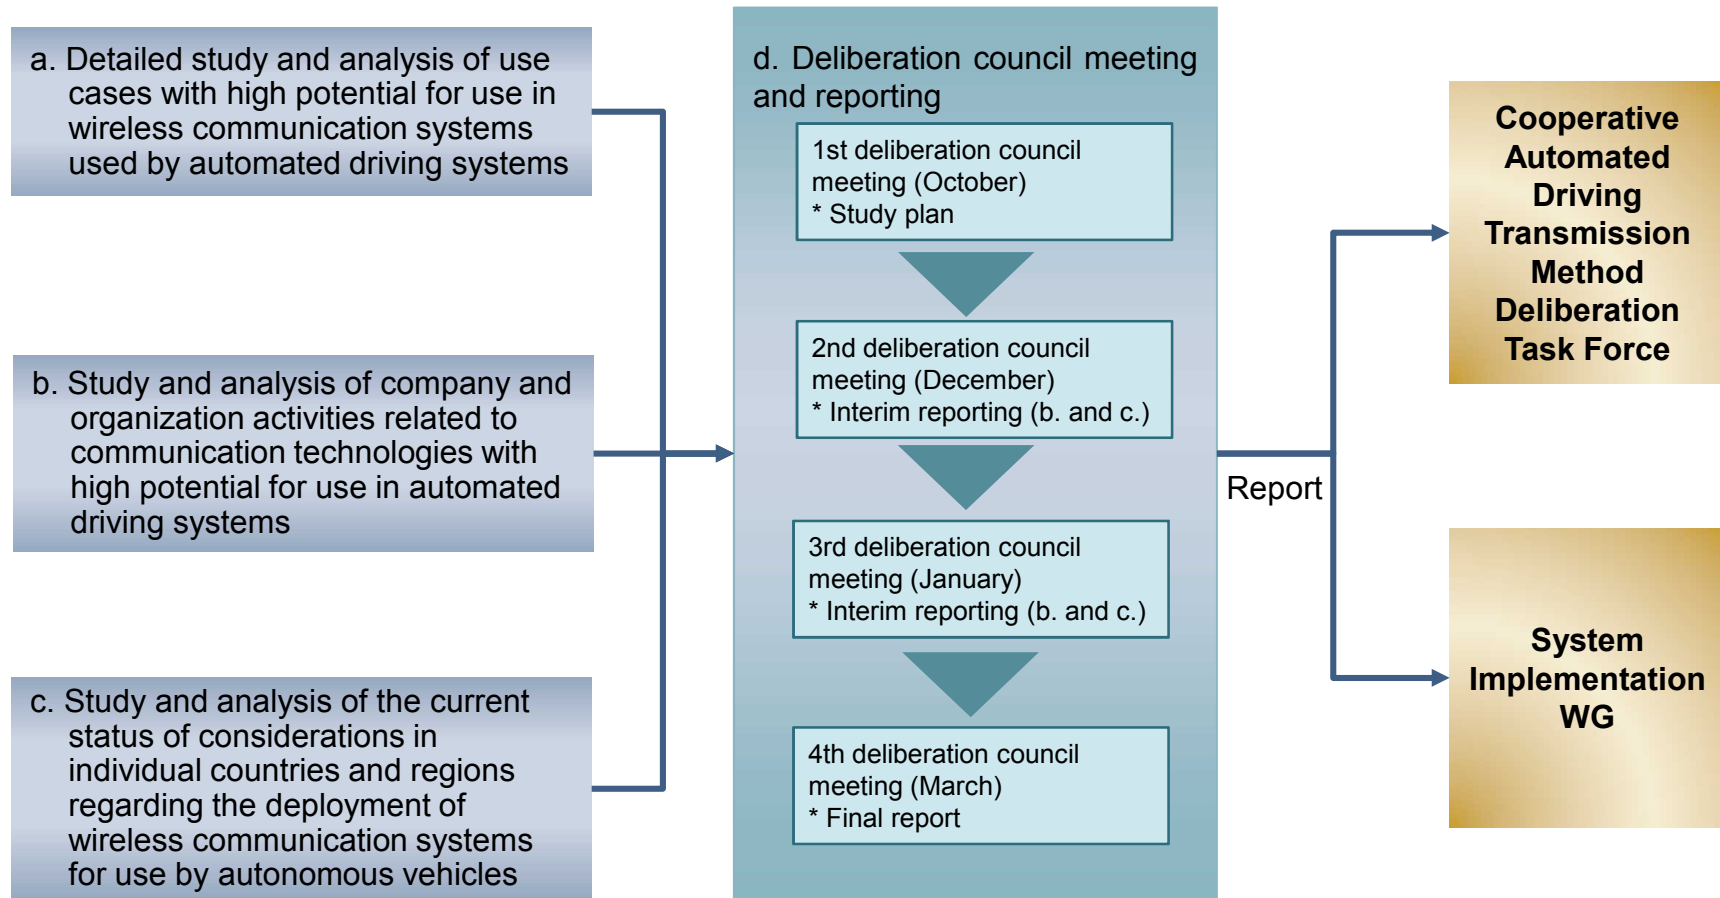 a. Detailed study and analysis of use
cases with high potential for use in
wireless communication systems
used by automated driving systems
b. Study and analysis of company and
organization activities related to
communication technologies with
high potential for use in automated
driving systems
c. Study and analysis of the current
status of considerations in
individual countries and regions
regarding the deployment of
wireless communication systems
for use by autonomous vehicles
d. Deliberation council meeting
and reporting
1st deliberation council
meeting (October)
* Study plan
2nd deliberation council
meeting (December)
* Interim reporting (b. and c.)
3rd deliberation council
meeting (January)
* Interim reporting (b. and c.)
4th deliberation council
meeting (March)
* Final report
Report
Cooperative
Automated
Driving
Transmission
Method
Deliberation
Task Force
System
Implementation
WG